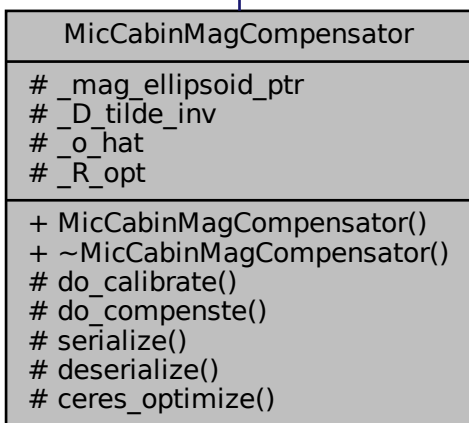 MicCabinMagCompensator
# _mag_ellipsoid_ptr
# _D_tilde_inv
# _o_hat
# _R_opt
+ MicCabinMagCompensator()
+ ~MicCabinMagCompensator()
# do_calibrate()
# do_compenste()
# serialize()
# deserialize()
# ceres_optimize()